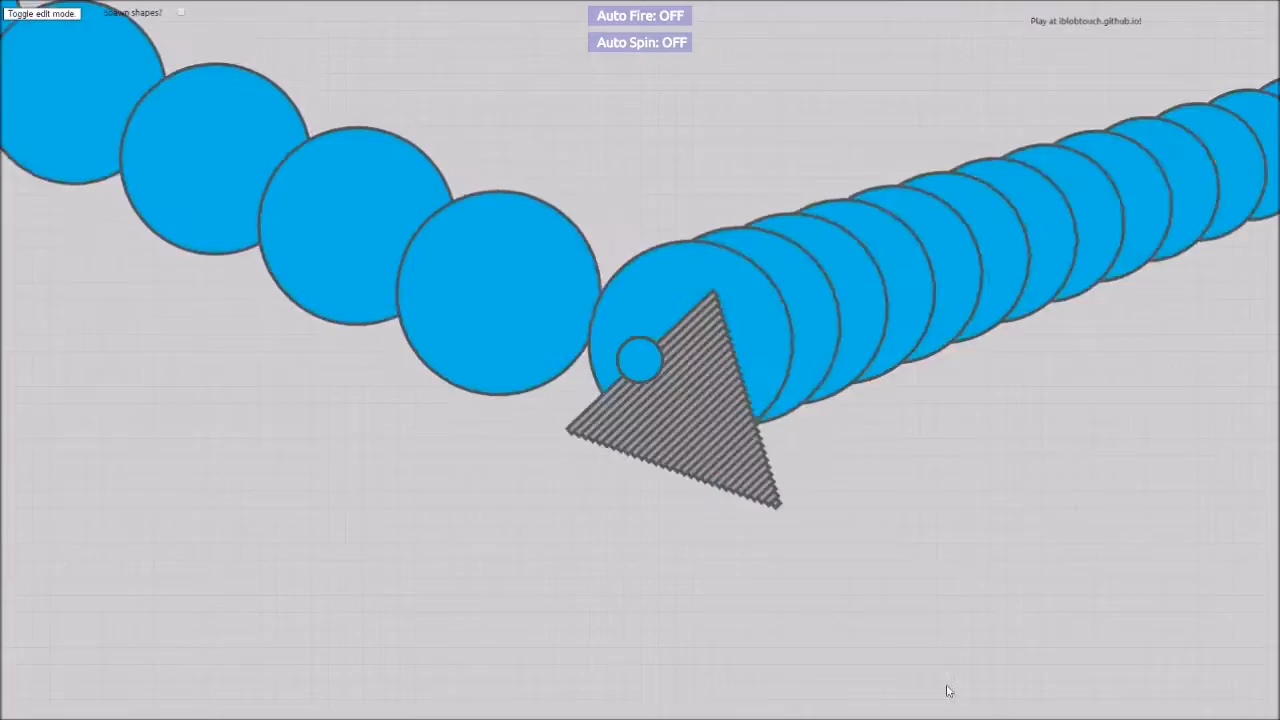 Toggle edit mode.
Spawn shapes?
Auto Fire: OFF
Auto Spin: OFF
Play at iblobtouch.github.io!